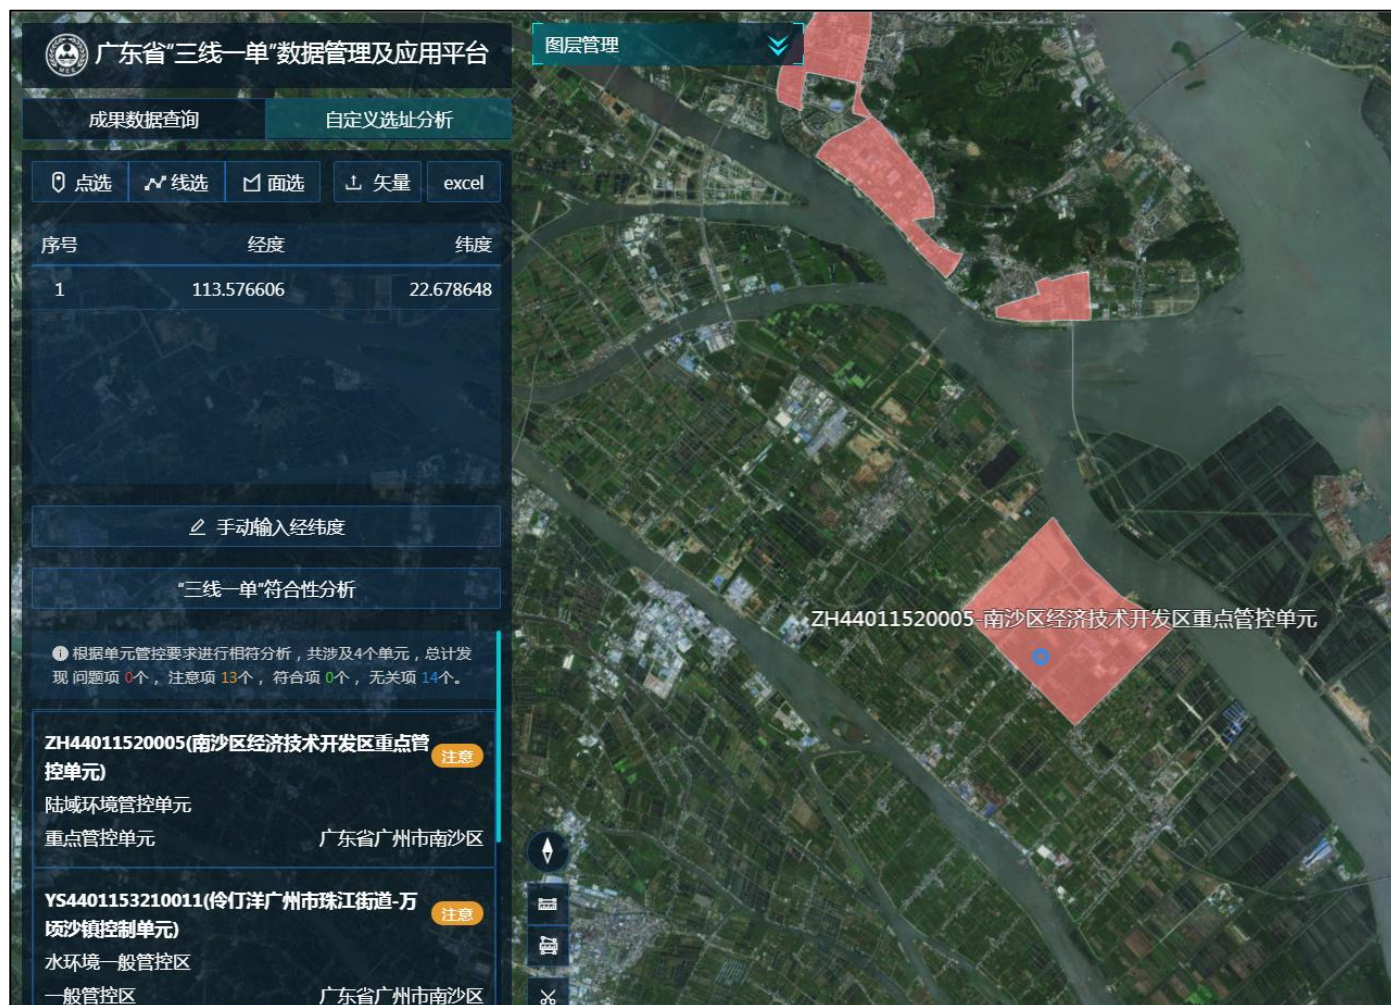 广东省"三线一单"数据管理及应用平台
图层管理
成果数据查询 自定义选址分析
点选 线选 面选 矢量 excel
序号 经度 纬度
1 113.576606 22.678648
手动输入经纬度
"三线一单"符合性分析
根据单元管控要求进行相符分析，共涉及4个单元，总计发
现 问题项 0个， 注意项 13个， 符合项 0个， 无关项 14个。
ZH44011520005(南沙区经济技术开发区重点管
控单元)
注意
陆域环境管控单元
重点管控单元 广东省广州市南沙区
YS4401153210011(伶仃洋广州市珠江街道-万
顷沙镇控制单元)
注意
水环境一般管控区
一般管控区 广东省广州市南沙区
ZH44011520005-南沙区经济技术开发区重点管控单元